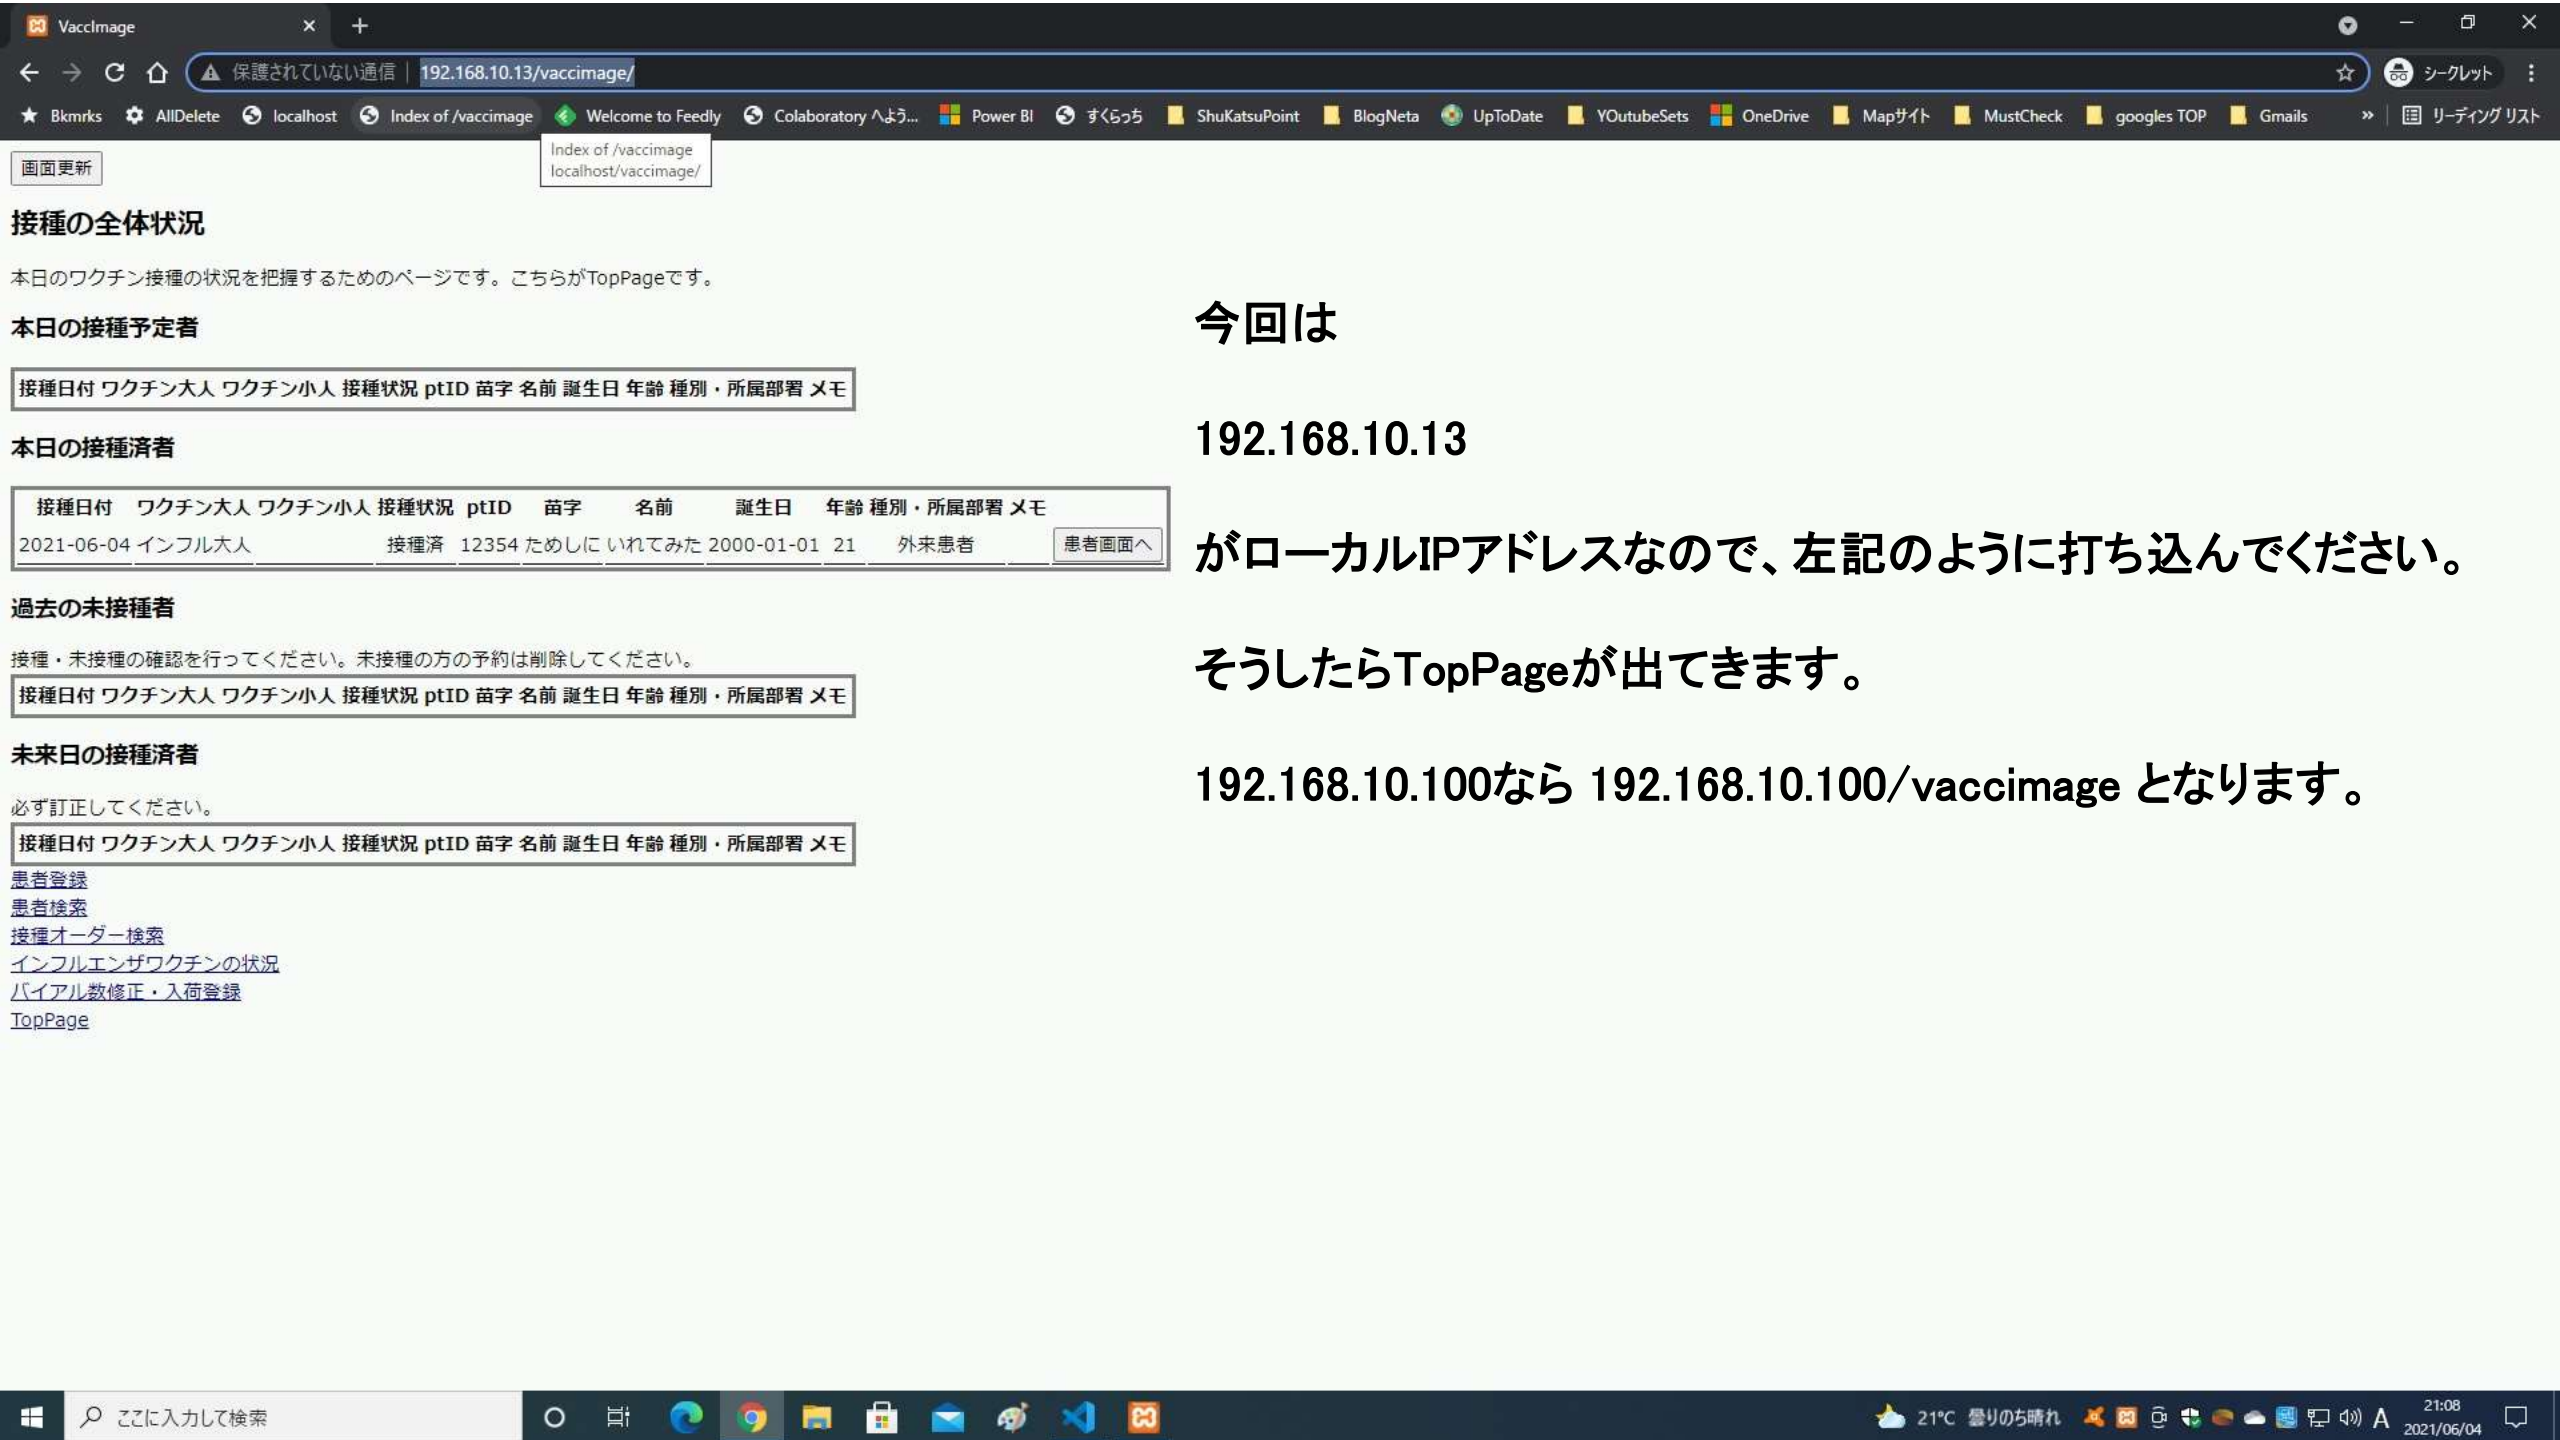 VaccImage
保護されていない通信 | 192.168.10.13/vaccimage/
シークレット
Bkmrks AllDelete localhost Index of /vaccimage Welcome to Feedly Colaboratory へよう... Power BI すくらっち ShuKatsuPoint BlogNeta UpToDate YOutubeSets OneDrive Mapサイト MustCheck googles TOP Gmails » リーディング リスト
Index of /vaccimage
localhost/vaccimage/
画面更新
接種の全体状況
本日のワクチン接種の状況を把握するためのページです。こちらがTopPageです。
本日の接種予定者
接種日付 ワクチン大人 ワクチン小人 接種状況 ptID 苗字 名前 誕生日 年齢 種別・所属部署 メモ
本日の接種済者
接種日付 ワクチン大人 ワクチン小人 接種状況 ptID 苗字 名前 誕生日 年齢 種別・所属部署 メモ
2021-06-04 インフル大人 接種済 12354 ためしに いれてみた 2000-01-01 21 外来患者 患者画面へ
過去の未接種者
接種・未接種の確認を行ってください。未接種の方の予約は削除してください。
接種日付 ワクチン大人 ワクチン小人 接種状況 ptID 苗字 名前 誕生日 年齢 種別・所属部署 メモ
未来日の接種済者
必ず訂正してください。
接種日付 ワクチン大人 ワクチン小人 接種状況 ptID 苗字 名前 誕生日 年齢 種別・所属部署 メモ
患者登録
患者検索
接種オーダー検索
インフルエンザワクチンの状況
バイアル数修正・入荷登録
TopPage
今回は
192.168.10.13
がローカルIPアドレスなので、左記のように打ち込んでください。
そうしたらTopPageが出てきます。
192.168.10.100なら 192.168.10.100/vaccimage となります。
ここに入力して検索
21°C 曇りのち晴れ
A
21:08
2021/06/04